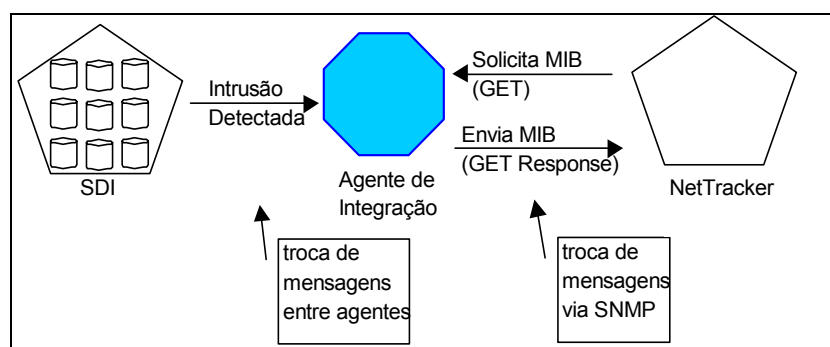 Intrusão
Detectada
SDI
Agente de
Integração
Solicita MIB
(GET)
Envia MIB
(GET Response)
NetTracker
troca de
mensagens
entre agentes
troca de
mensagens
via SNMP